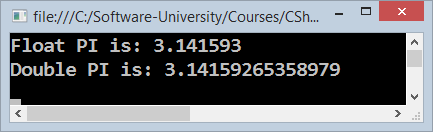 file:///C:/Software-University/Courses/CSh...
Float PI is: 3.141593
Double PI is: 3.14159265358979